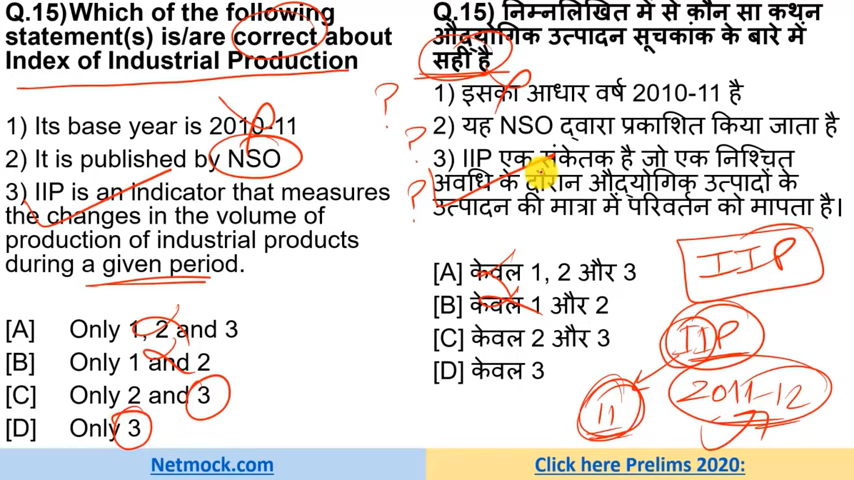 Q.15)Which of the following
statement(s) is/are correct about
Index of Industrial Production
1) Its base year is 2010-11
2) It is published by NSO
3) IIP is an indicator that measures
the changes in the volume of
production of industrial products
during a given period.
[A] Only 1, 2 and 3
[B] Only 1 and 2
[C] Only 2 and 3
[D] Only 3
Netmock.com
Q.15) निम्नलिखित में से कौन सा कथन
औद्योगिक उत्पादन सूचकांक के बारे में
सही है
1) इसका आधार वर्ष 2010-11 है
2) यह NSO द्वारा प्रकाशित किया जाता है
3) IIP एक संकेतक है जो एक निश्चित
अवधि के दौरान औद्योगिक उत्पादों के
उत्पादन की मात्रा में परिवर्तन को मापता है।
[A] केवल 1, 2 और 3
[B] केवल 1 और 2
[C] केवल 2 और 3
[D] केवल 3
? 
?
?
IIP
IIP
2011-12
11
Click here Prelims 2020: